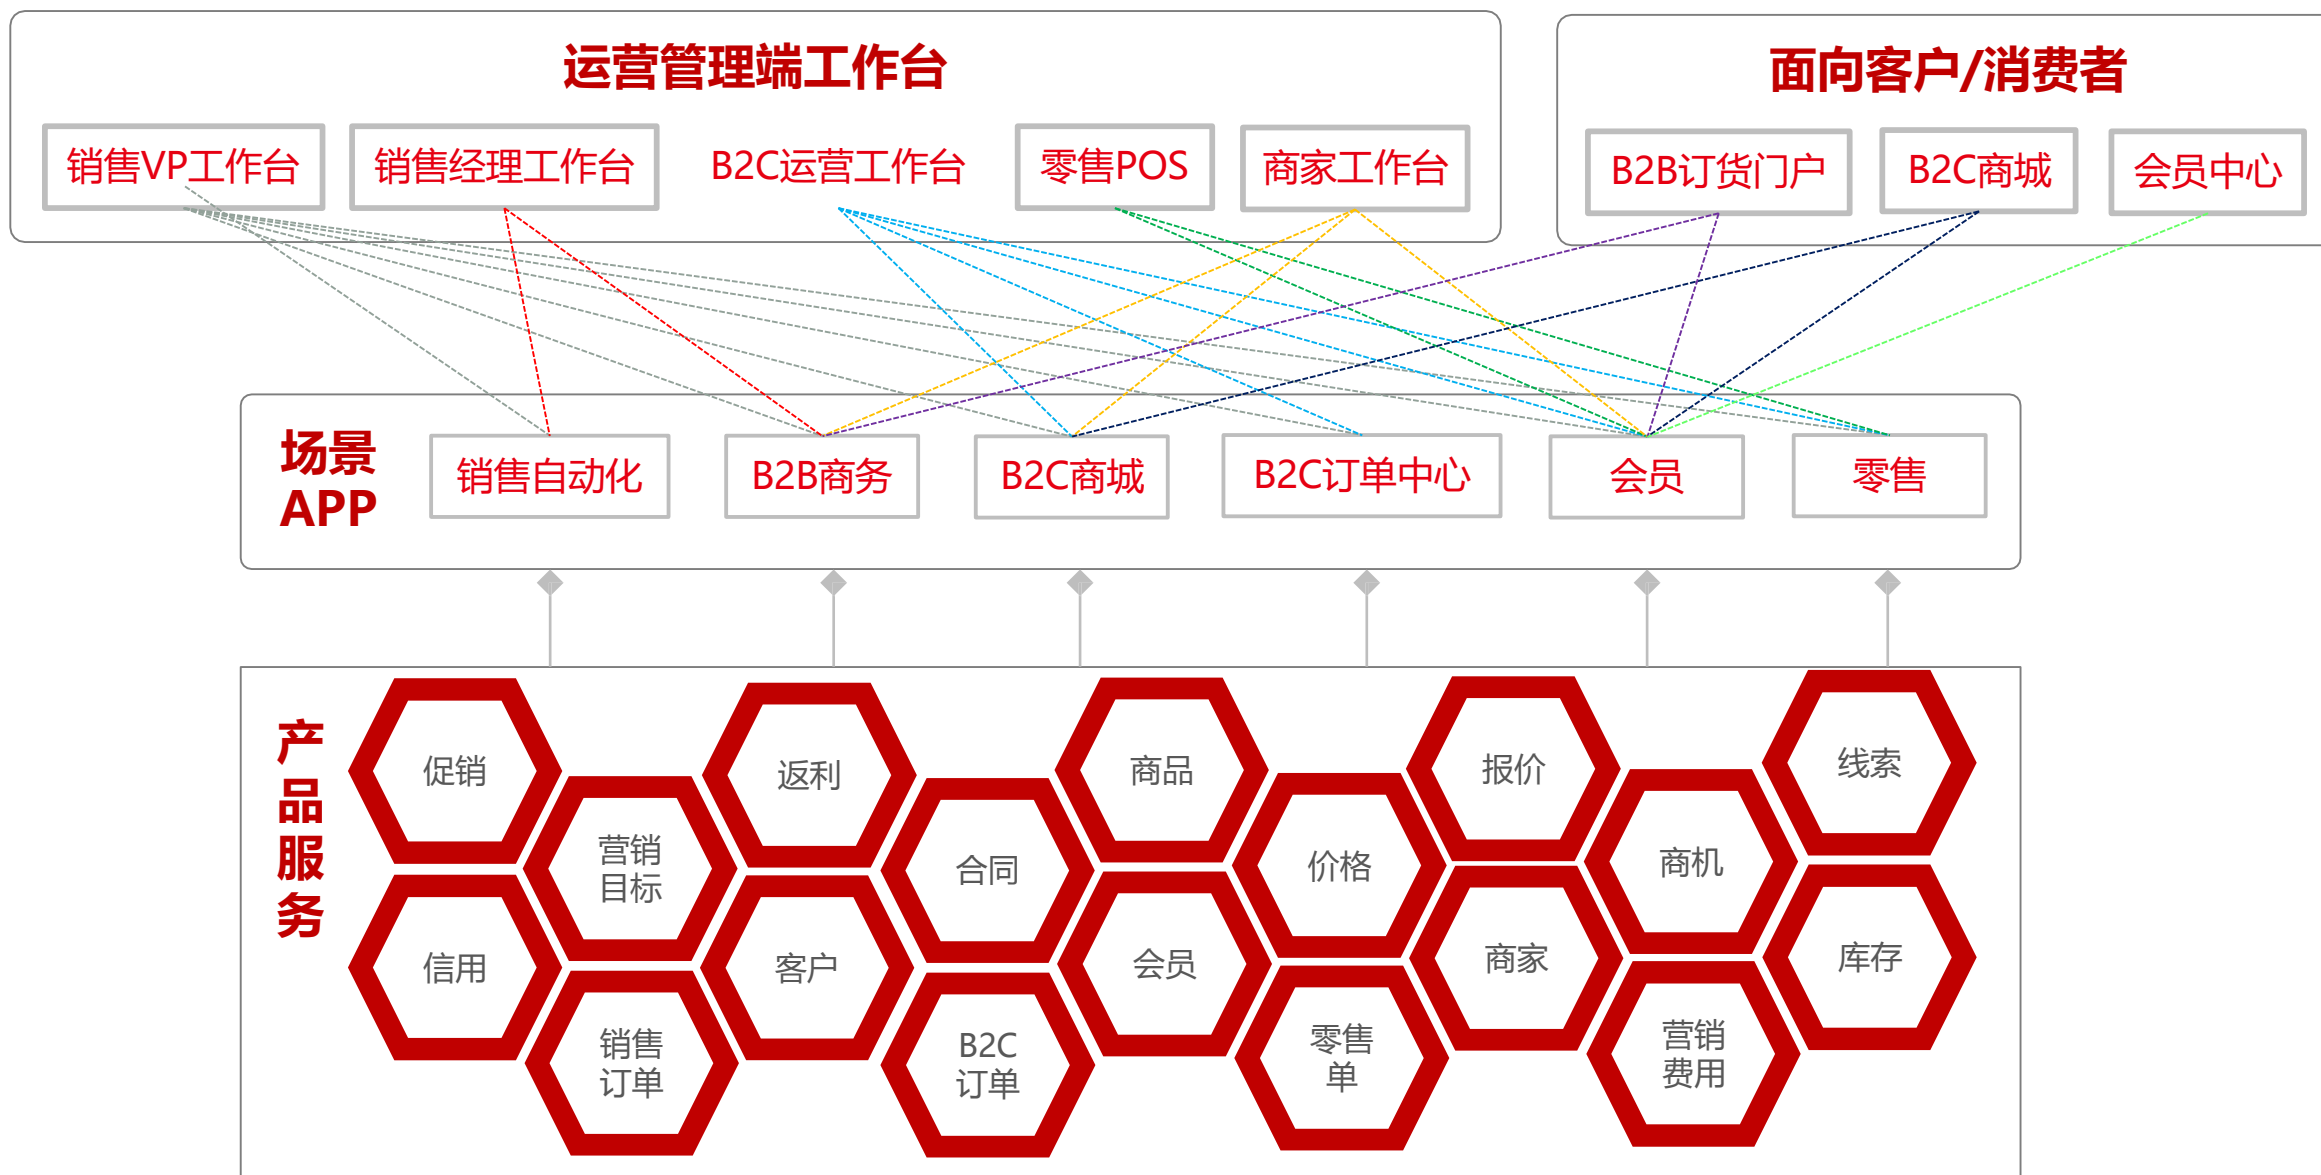 运营管理端工作台
面向客户/消费者
销售VP工作台
销售经理工作台
B2C运营工作台
零售POS
商家工作台
B2B订货门户
B2C商城
会员中心
场景
APP
销售自动化
B2B商务
B2C商城
B2C订单中心
会员
零售
产
品
服
务
促销
返利
商品
报价
线索
营销
目标
合同
价格
商机
信用
客户
会员
商家
库存
销售
订单
B2C
订单
零售
单
营销
费用